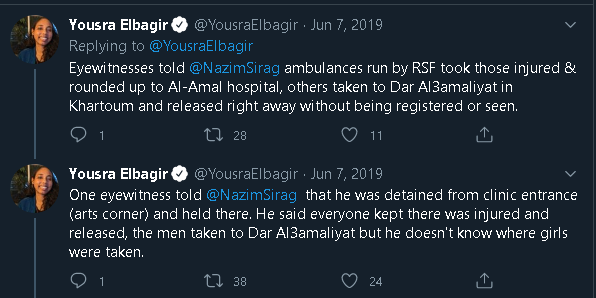 Yousra Elbagir @YousraElbagir · Jun 7, 2019
Replying to @YousraElbagir
Eyewitnesses told @NazimSirag ambulances run by RSF took those injured &
rounded up to Al-Amal hospital, others taken to Dar Al3amaliyat in
Khartoum and released right away without being registered or seen.
1 28 11
Yousra Elbagir @YousraElbagir · Jun 7, 2019
One eyewitness told @NazimSirag that he was detained from clinic entrance
(arts corner) and held there. He said everyone kept there was injured and
released, the men taken to Dar Al3amaliyat but he doesn't know where girls
were taken.
1 38 24